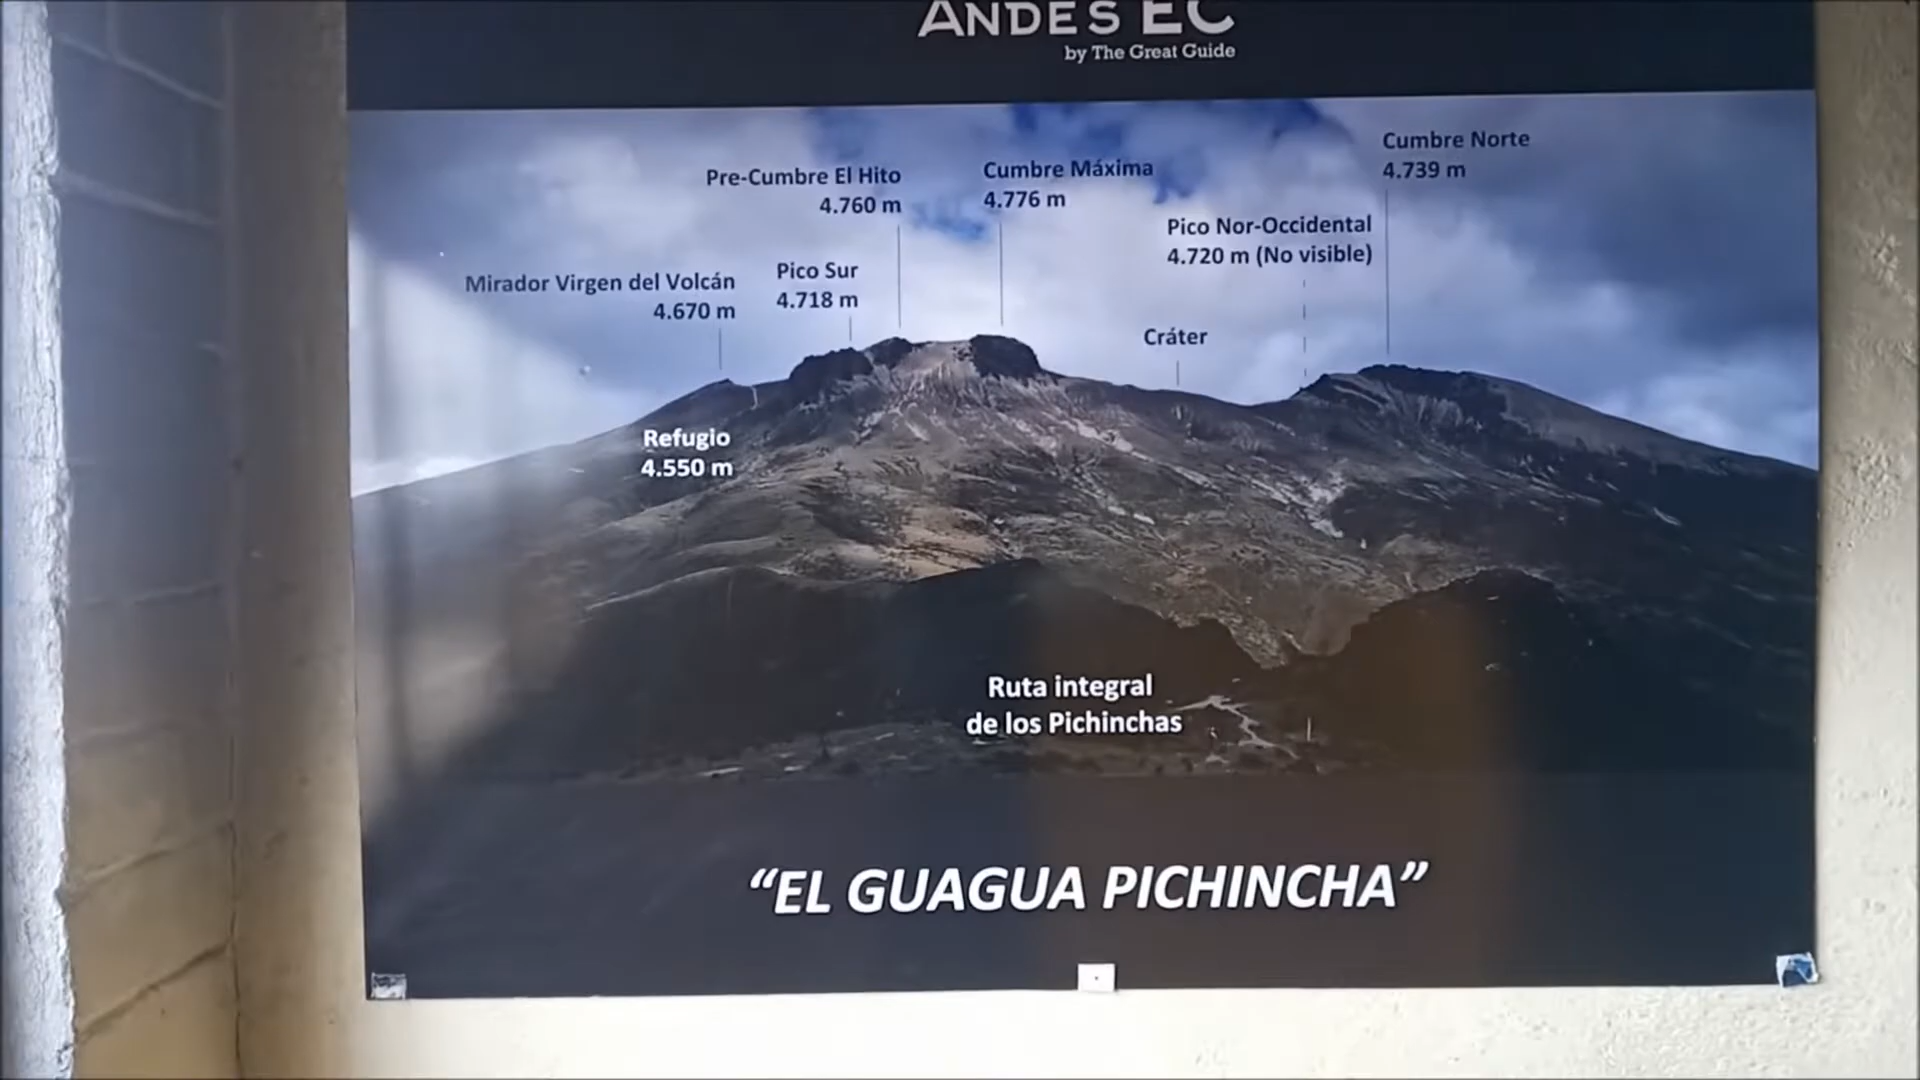 ANDES EC
by The Great Guide
Cumbre Norte
4.739 m
Pre-Cumbre El Hito
4.760 m
Cumbre Máxima
4.776 m
Pico Nor-Occidental
4.720 m (No visible)
Mirador Virgen del Volcán
4.670 m
Pico Sur
4.718 m
Cráter
Refugio
4.550 m
Ruta integral
de los Pichinchas
“EL GUAGUA PICHINCHA”